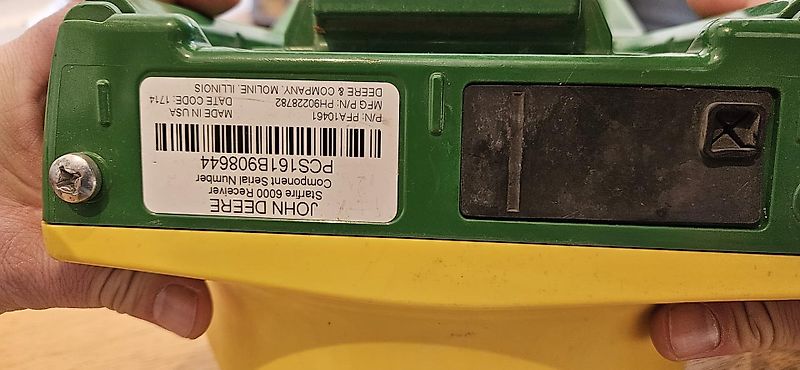 JOHN DEERE
Starfire 6000 Receiver
Component Serial Number
PCS161B908644
P/N: PFA10461
MFG P/N: PH90228782 DATE CODE: 1714
DEERE & COMPANY, MOLINE, ILLINOIS MADE IN USA